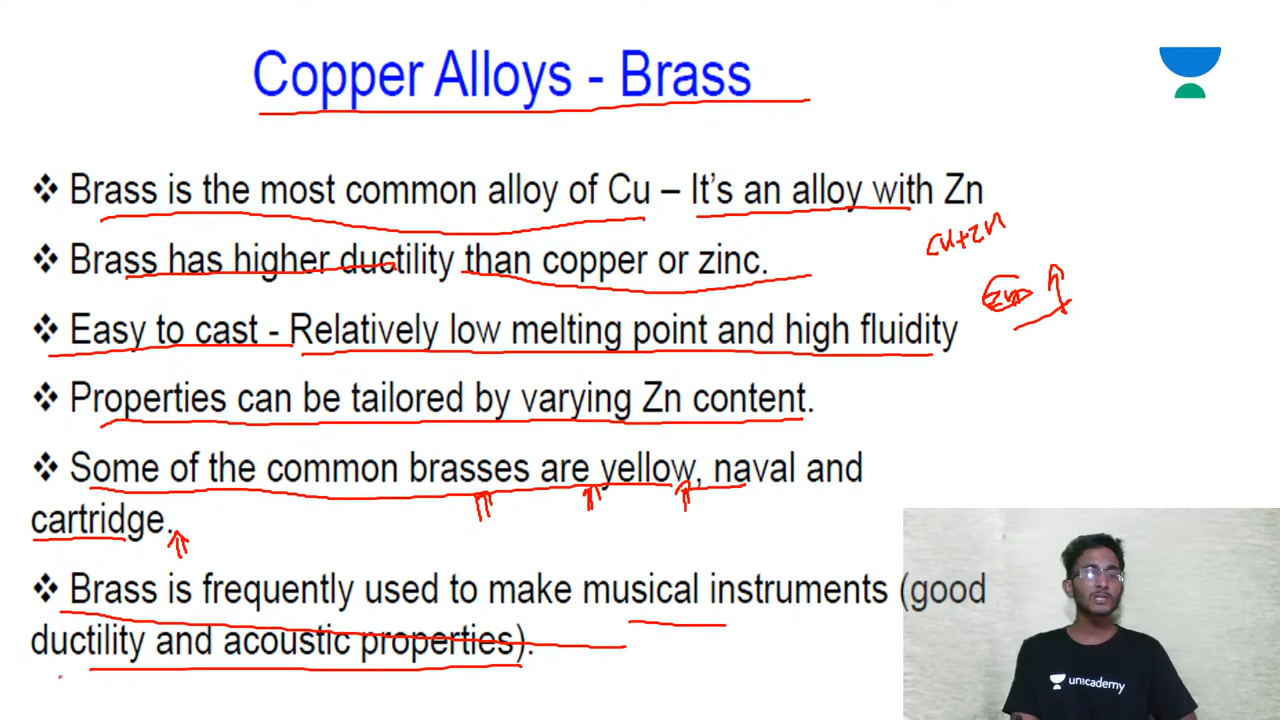 Copper Alloys - Brass
❖ Brass is the most common alloy of Cu – It's an alloy with Zn
Cu+Zn
❖ Brass has higher ductility than copper or zinc.
❖ Easy to cast - Relatively low melting point and high fluidity
❖ Properties can be tailored by varying Zn content.
❖ Some of the common brasses are yellow, naval and
cartridge.
❖ Brass is frequently used to make musical instruments (good
ductility and acoustic properties).
unacademy